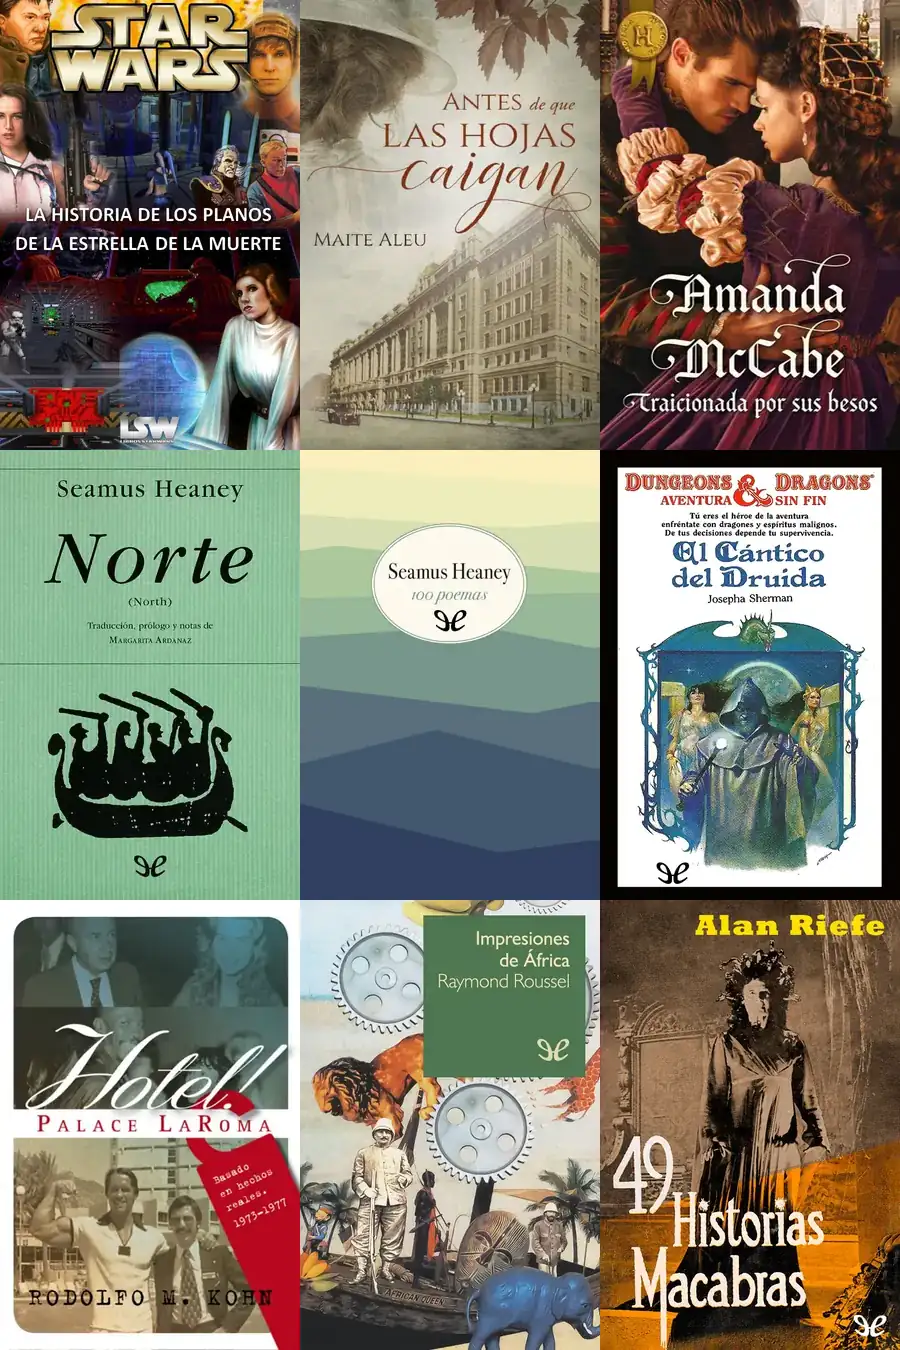 STAR
WARS
LA HISTORIA DE LOS PLANOS
DE LA ESTRELLA DE LA MUERTE
LSW
ANTES de que
LAS HOJAS
caigan
MAITE ALEU
H
Amanda
McCabe
Traicionada por sus besos
Seamus Heaney
Norte
(North)
Traducción, prólogo y notas de
MARGARITA ARDANAZ
Seamus Heaney
100 poemas
DUNGEONS & DRAGONS
AVENTURA SIN FIN
Tú eres el héroe de la aventura
enfréntate con dragones y espíritus malignos.
De tus decisiones depende tu supervivencia.
El Cántico
del Druida
Josepha Sherman
Hotel!
PALACE LAROMA
Basado
en hechos
reales.
1973-1977
RODOLFO M. KOHN
Impresiones
de África
Raymond Roussel
AFRICAN QUEEN
Alan Riefe
49
Historias
Macabras